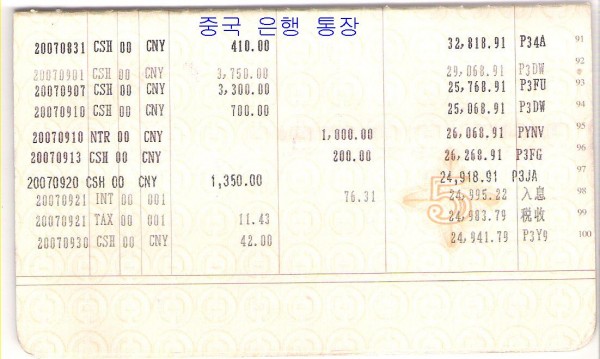 중국 은행 통장
20070831 CSH 00 CNY 410.00 32,818.91 P34A 91
20070901 CSH 00 CNY 3,750.00 29,068.91 P3DW 92
20070907 CSH 00 CNY 3,300.00 25,768.91 P3FU 93
20070910 CSH 00 CNY 700.00 25,068.91 P3DW 94
20070910 NTR 00 CNY 1,000.00 26,068.91 PYNV 95
20070913 CSH 00 CNY 200.00 26,268.91 P3FG 96
20070920 CSH 00 CNY 1,350.00 24,918.91 P3JA 97
20070921 INT 00 001 76.31 24,995.22 入息 98
20070921 TAX 00 001 11.43 24,983.79 税收 99
20070930 CSH 00 CNY 42.00 24,941.79 P3Y9 100
5